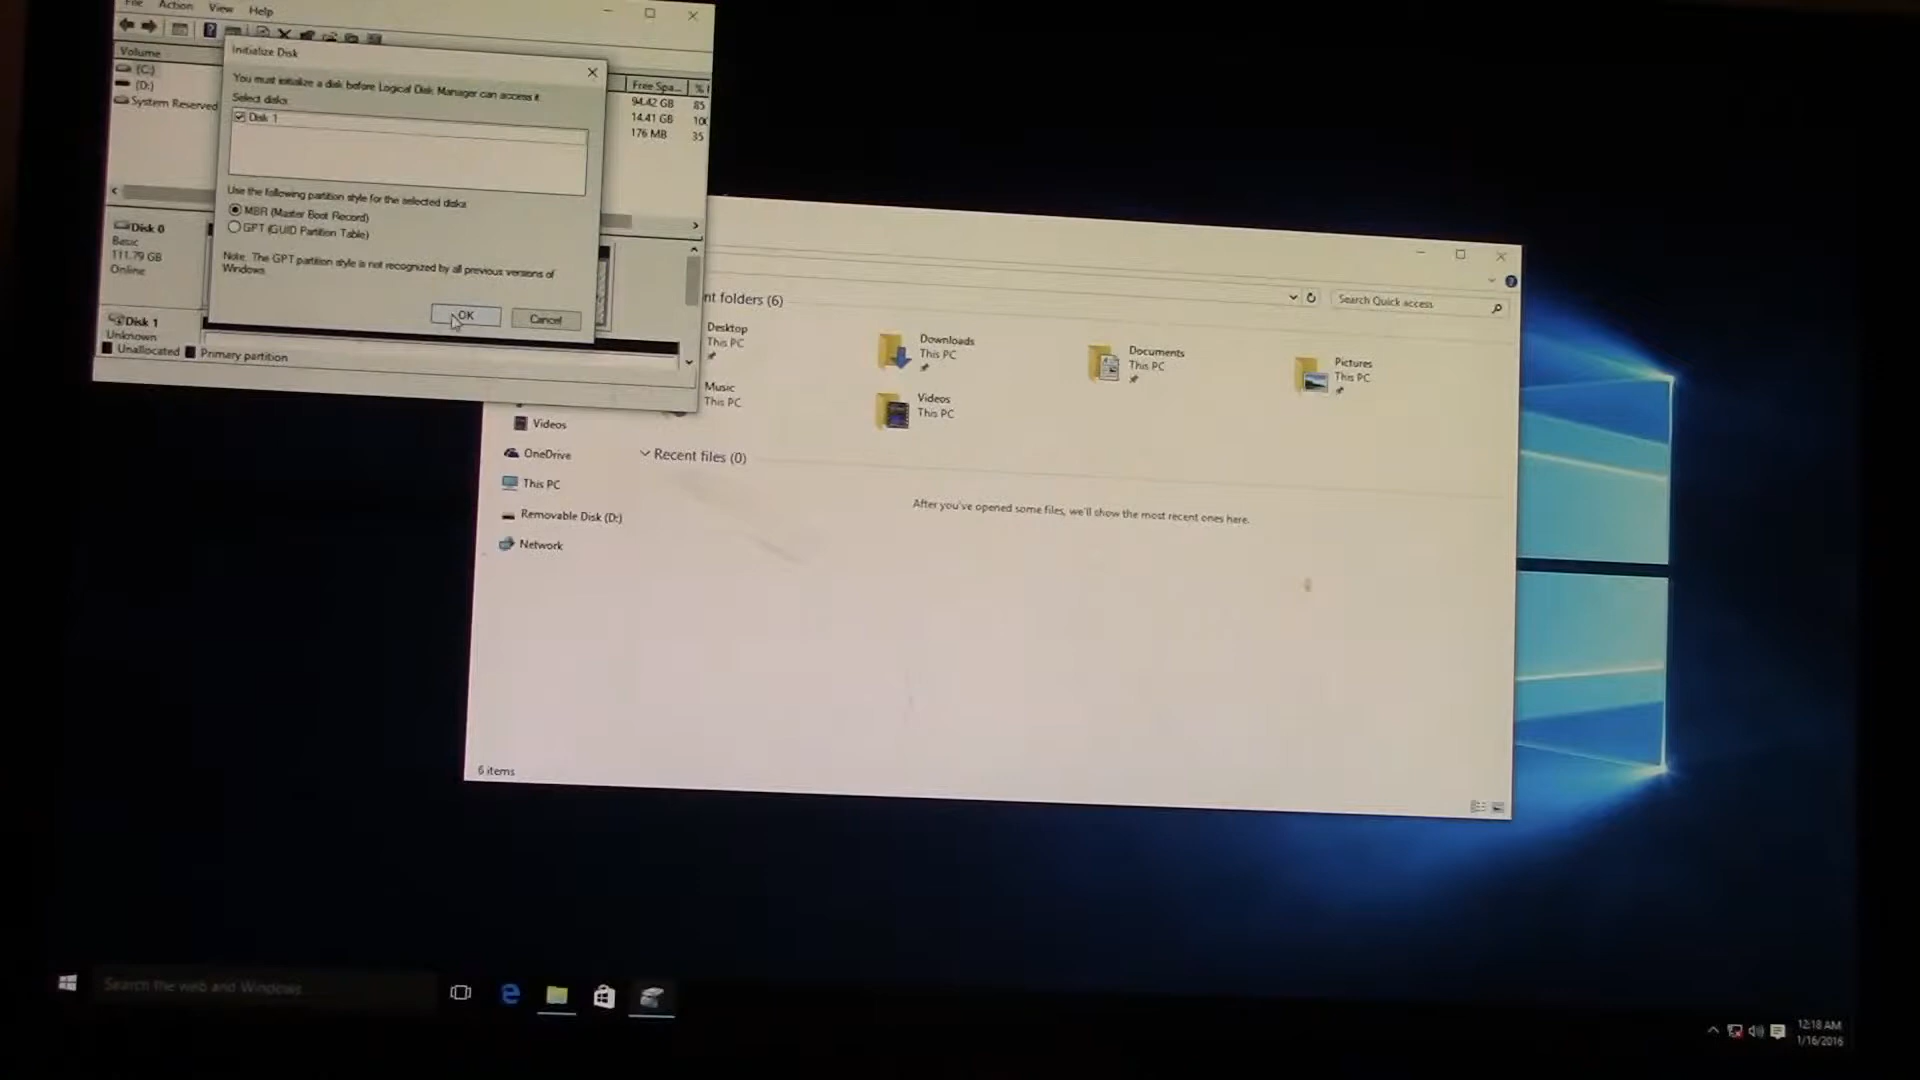 File Action View Help
Initialize Disk
You must initialize a disk before Logical Disk Manager can access it.
Select disks:
Disk 1
Use the following partition style for the selected disks:
MBR (Master Boot Record)
GPT (GUID Partition Table)
Note: The GPT partition style is not recognized by all previous versions of
Windows.
OK Cancel
Volume
(C:)
(D:)
System Reserved
Free Spa...
94.42 GB 85
14.41 GB 100
176 MB 35
Disk 0
Basic
111.79 GB
Online
Disk 1
Unknown
Unallocated Primary partition
Search Quick access
nt folders (6)
Desktop
This PC
Downloads
This PC
Documents
This PC
Pictures
This PC
Music
This PC
Videos
This PC
Recent files (0)
After you've opened some files, we'll show the most recent ones here.
Videos
OneDrive
This PC
Removable Disk (D:)
Network
6 items
Search the web and Windows
12:18 AM
1/16/2016